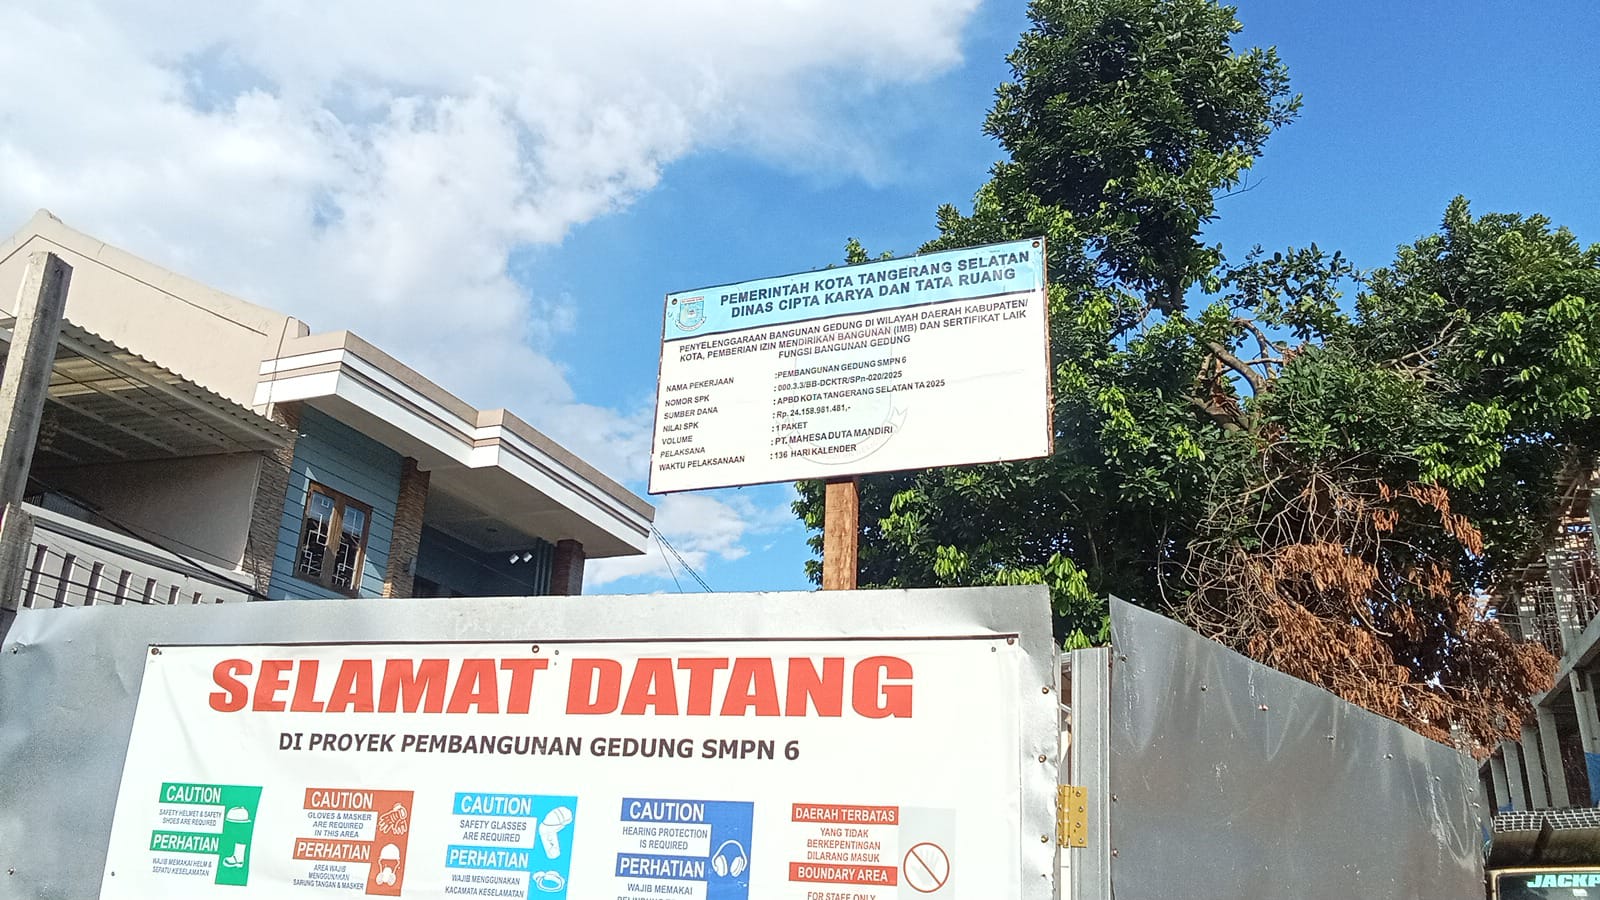 PEMERINTAH KOTA TANGERANG SELATAN
DINAS CIPTA KARYA DAN TATA RUANG
PENYELENGGARAAN BANGUNAN GEDUNG DI WILAYAH DAERAH KABUPATEN/
KOTA, PEMBERIAN IZIN MENDIRIKAN BANGUNAN (IMB) DAN SERTIFIKAT LAIK
FUNGSI BANGUNAN GEDUNG
NAMA PEKERJAAN :PEMBANGUNAN GEDUNG SMPN 6
NOMOR SPK : 000.3.3/BB-DCKTR/SPn-020/2025
SUMBER DANA : APBD KOTA TANGERANG SELATAN TA 2025
NILAI SPK : Rp. 24.158.981.481,-
VOLUME : 1 PAKET
PELAKSANA : PT. MAHESA DUTA MANDIRI
WAKTU PELAKSANAAN : 136 HARI KALENDER
SELAMAT DATANG
DI PROYEK PEMBANGUNAN GEDUNG SMPN 6
CAUTION
SAFETY HELMET & SAFETY
SHOES ARE REQUIRED
PERHATIAN
WAJIB MEMAKAI HELM &
SEPATU KESELAMATAN
CAUTION
GLOVES & MASKER
ARE REQUIRED
IN THIS AREA
PERHATIAN
AREA WAJIB
MENGGUNAKAN
SARUNG TANGAN & MASKER
CAUTION
SAFETY GLASSES
ARE REQUIRED
PERHATIAN
WAJIB MENGGUNAKAN
KACAMATA KESELAMATAN
CAUTION
HEARING PROTECTION
IS REQUIRED
PERHATIAN
WAJIB MEMAKAI
DAERAH TERBATAS
YANG TIDAK
BERKEPENTINGAN
DILARANG MASUK
BOUNDARY AREA
FOR STAFF ONLY
JACKP